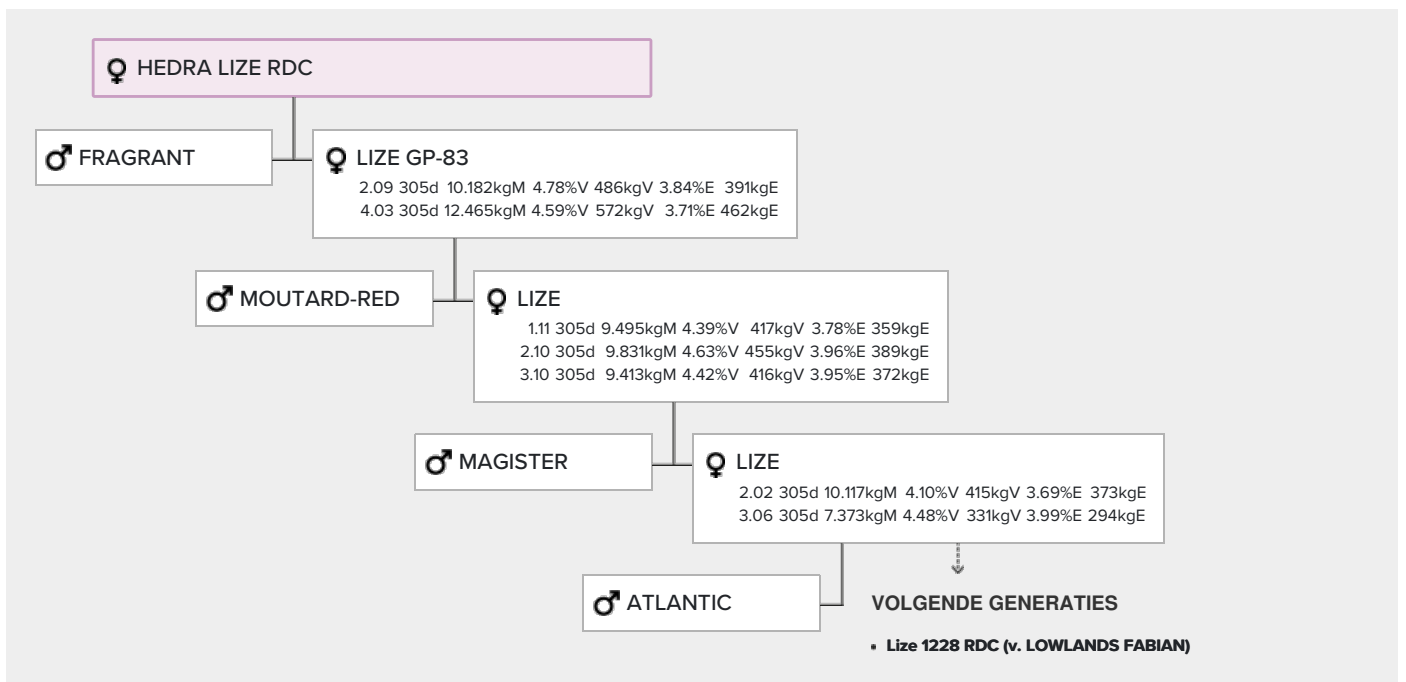 HEDRA LIZE RDC
FRAGRANT
LIZE GP-83
2.09 305d 10.182kgM 4.78%V 486kgV 3.84%E 391kgE
4.03 305d 12.465kgM 4.59%V 572kgV 3.71%E 462kgE
MOUTARD-RED
LIZE
1.11 305d 9.495kgM 4.39%V 417kgV 3.78%E 359kgE
2.10 305d 9.831kgM 4.63%V 455kgV 3.96%E 389kgE
3.10 305d 9.413kgM 4.42%V 416kgV 3.95%E 372kgE
MAGISTER
LIZE
2.02 305d 10.117kgM 4.10%V 415kgV 3.69%E 373kgE
3.06 305d 7.373kgM 4.48%V 331kgV 3.99%E 294kgE
ATLANTIC
VOLGENDE GENERATIES
• Lize 1228 RDC (v. LOWLANDS FABIAN)